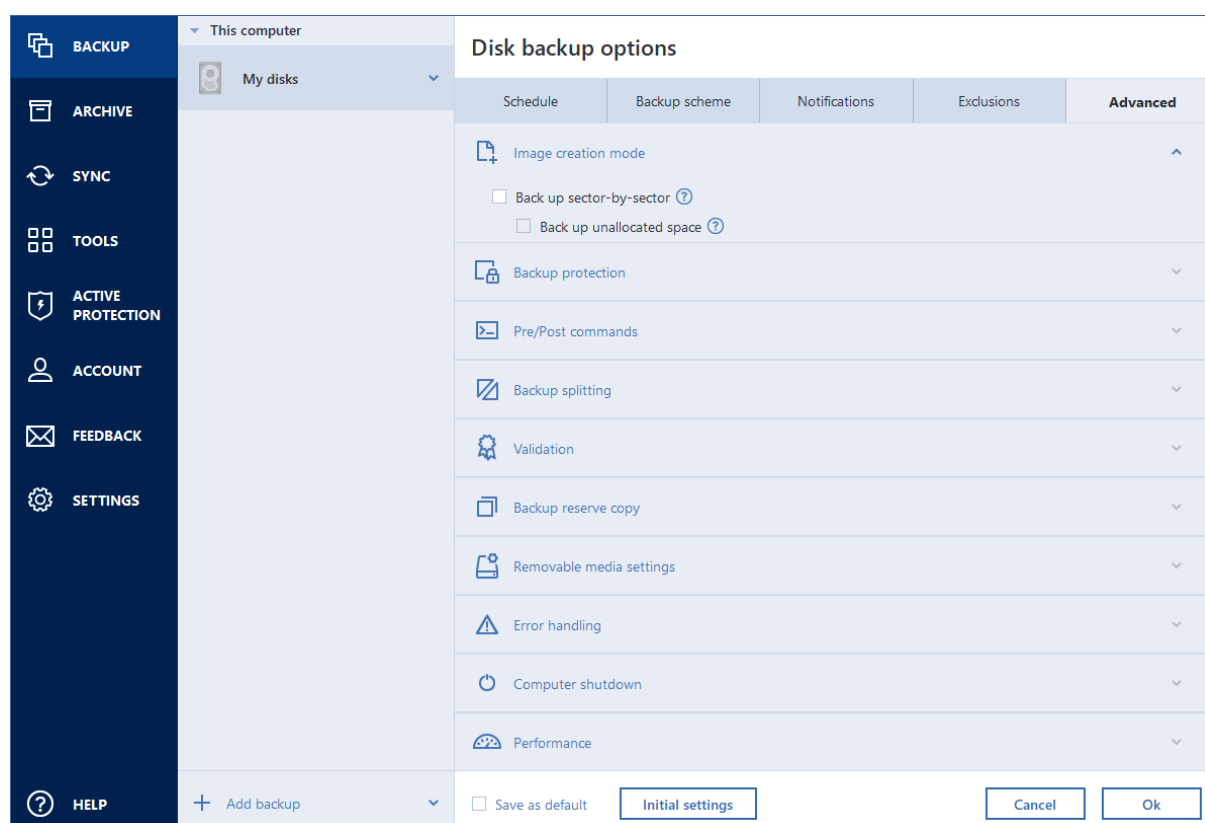 BACKUP
ARCHIVE
SYNC
TOOLS
ACTIVE
PROTECTION
ACCOUNT
FEEDBACK
SETTINGS
HELP
This computer
My disks
Add backup
Disk backup options
Schedule
Backup scheme
Notifications
Exclusions
Advanced
Image creation mode
Back up sector-by-sector ?
Back up unallocated space ?
Backup protection
Pre/Post commands
Backup splitting
Validation
Backup reserve copy
Removable media settings
Error handling
Computer shutdown
Performance
Save as default
Initial settings
Cancel
Ok